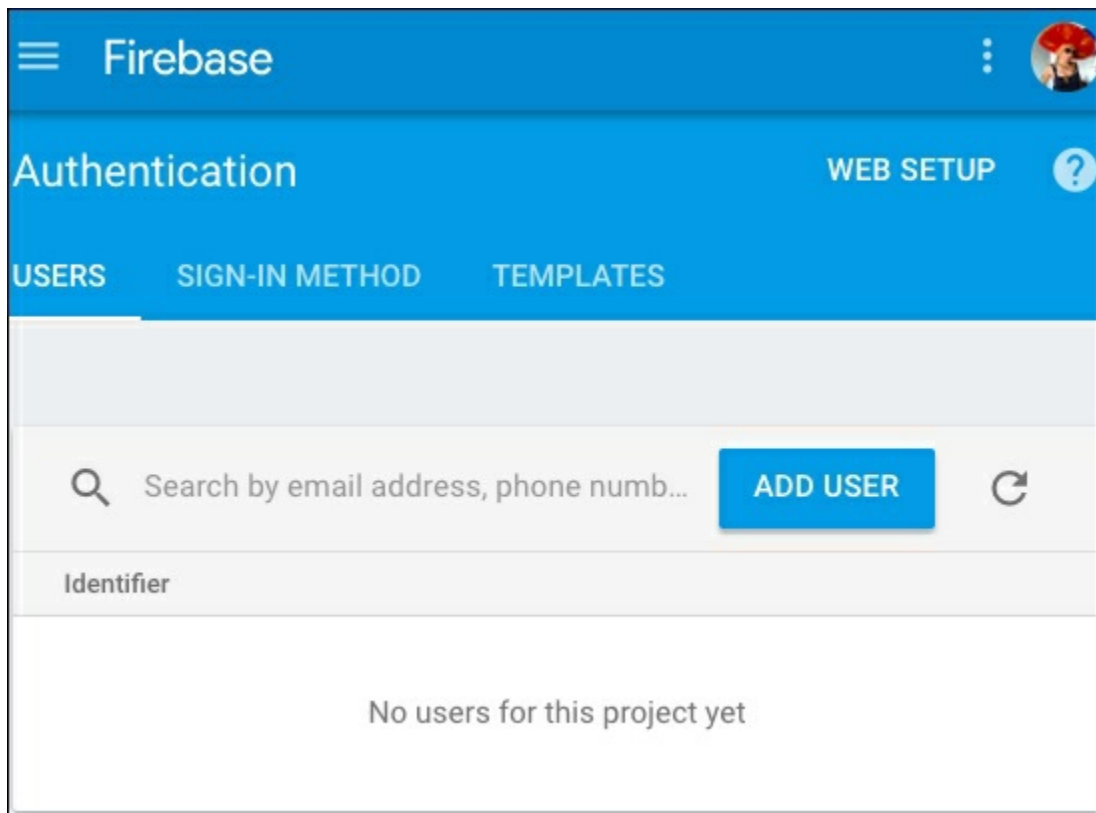 Firebase
Authentication WEB SETUP ?
USERS SIGN-IN METHOD TEMPLATES
Search by email address, phone numb... ADD USER
Identifier
No users for this project yet